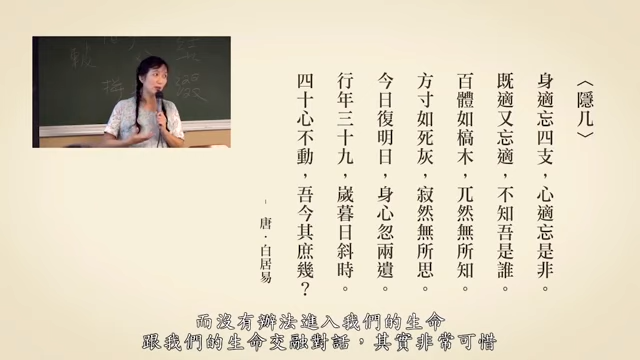 〈隱几〉
身適忘四支，心適忘是非。
既適又忘適，不知吾是誰。
百體如槁木，兀然無所知。
方寸如死灰，寂然無所思。
今日復明日，身心忽兩遺。
行年三十九，歲暮日斜時。
四十心不動，吾今其庶幾？
－ 唐．白居易
而沒有辦法進入我們的生命
跟我們的生命交融對話，其實非常可惜